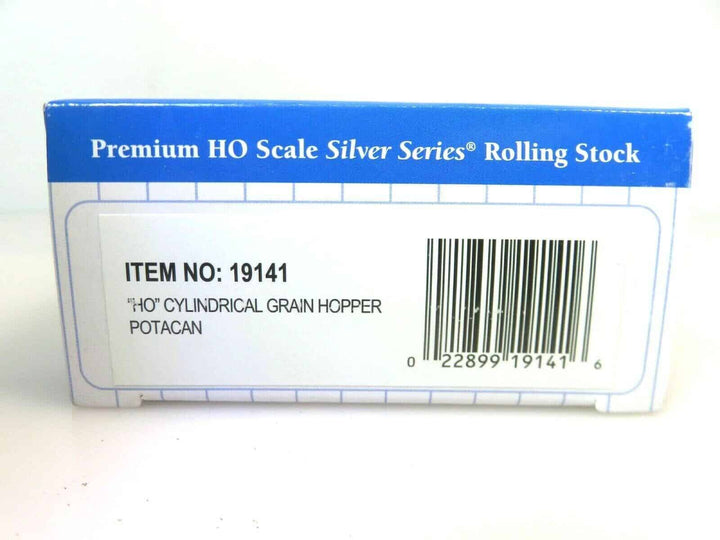 Premium HO Scale Silver Series® Rolling Stock
ITEM NO: 19141
"HO" CYLINDRICAL GRAIN HOPPER
POTACAN
0 22899 19141 6